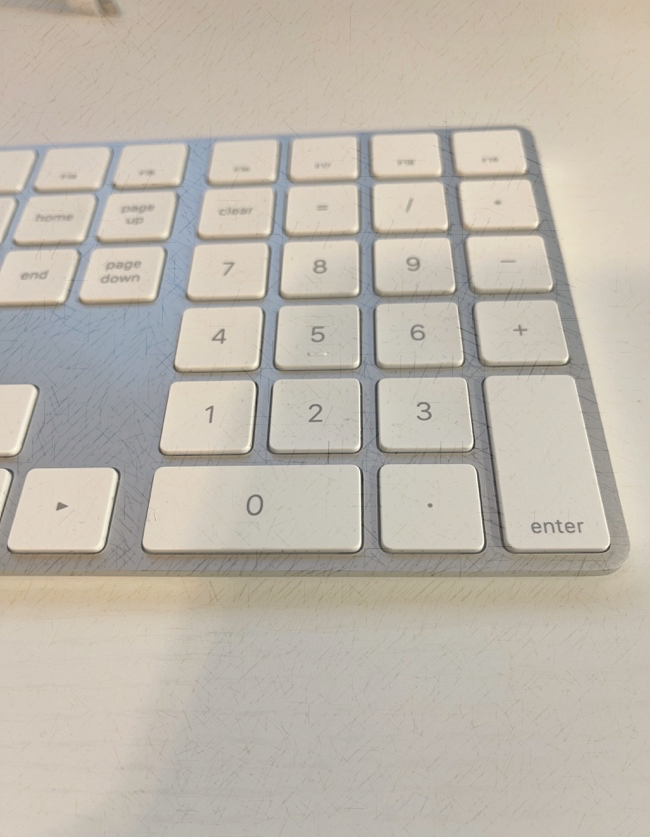 home
page
up
clear
=
/
*
end
page
down
7
8
9
−
4
5
6
+
1
2
3
▶
0
.
enter